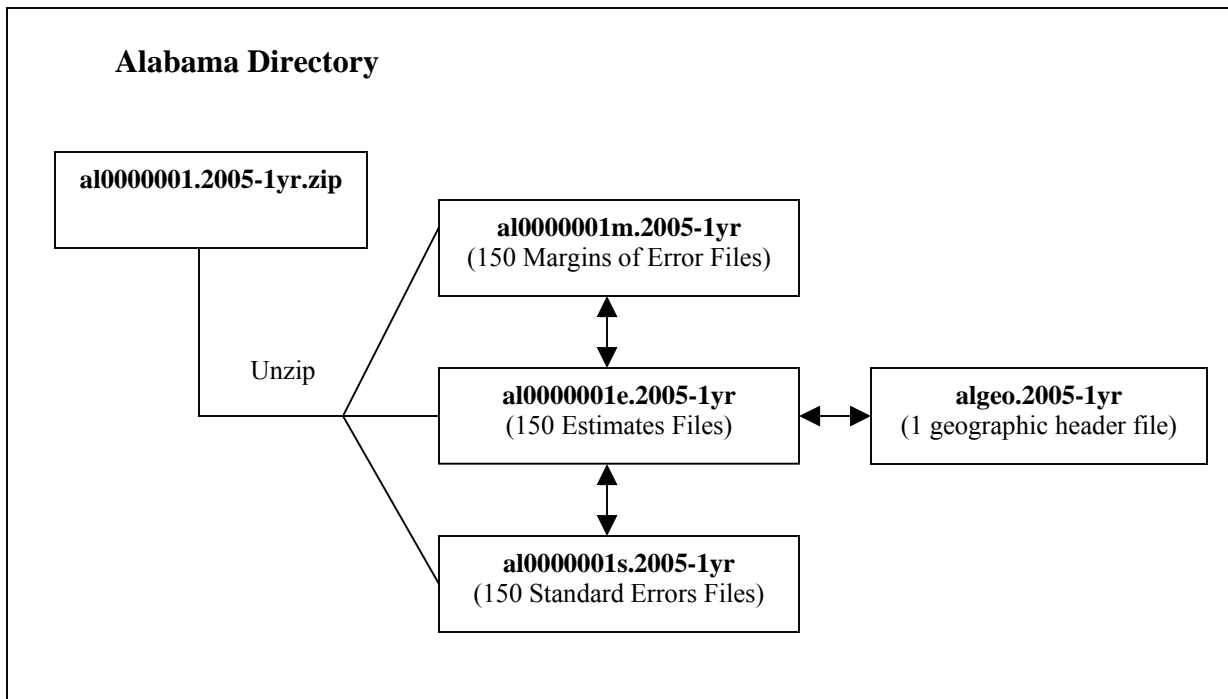 Alabama Directory
al0000001.2005-1yr.zip
al0000001m.2005-1yr
(150 Margins of Error Files)
Unzip
al0000001e.2005-1yr
(150 Estimates Files)
algeo.2005-1yr
(1 geographic header file)
al0000001s.2005-1yr
(150 Standard Errors Files)